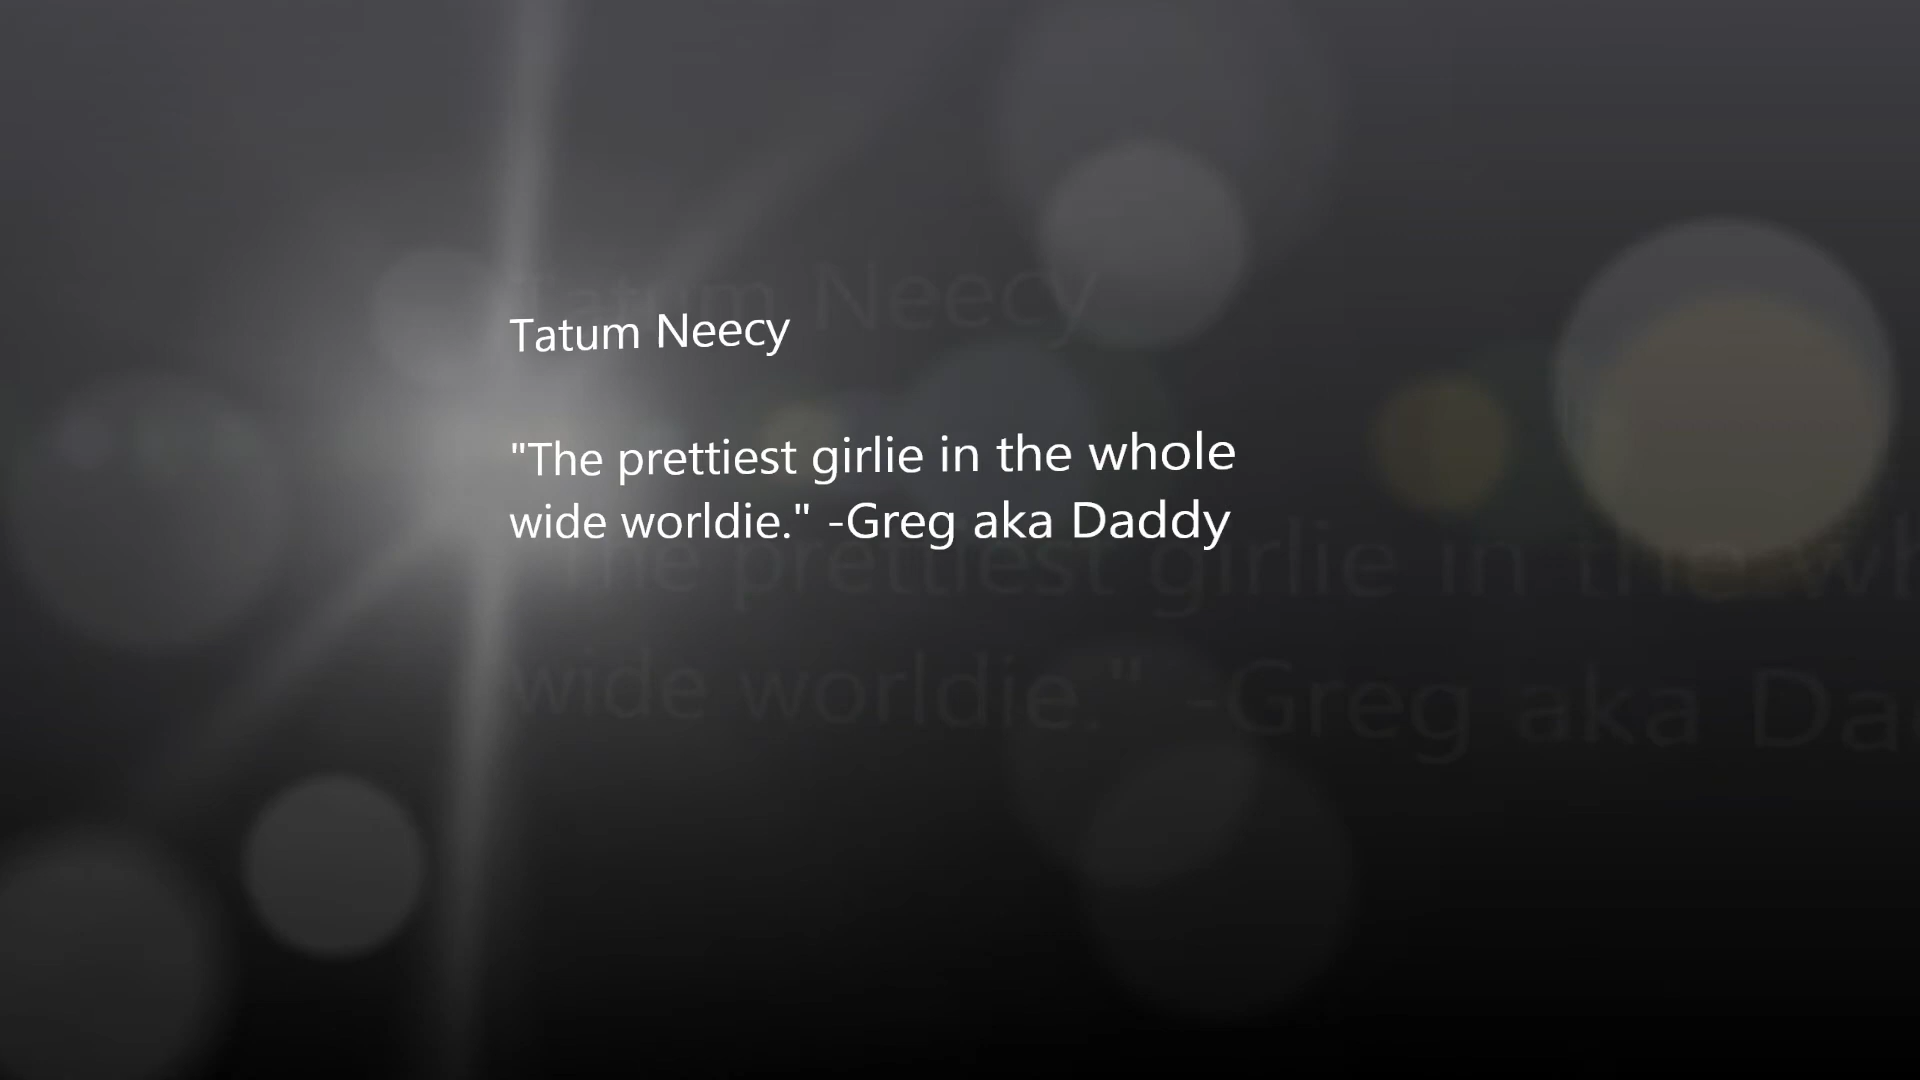 Tatum Neecy
"The prettiest girlie in the whole
wide worldie." -Greg aka Daddy